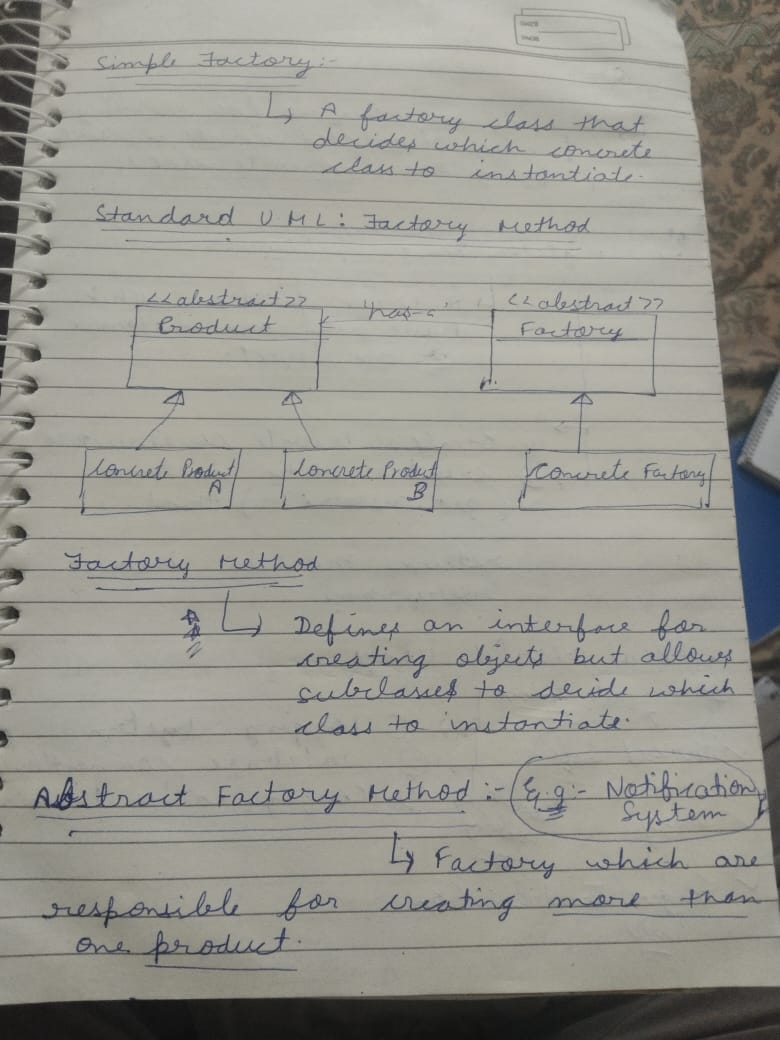 DATE
PAGE
Simple Factory:-
↳ A factory class that
decides which concrete
class to instantiate.
Standard UML: Factory Method
<<abstract>> "has-a" <<abstract>>
Product Factory
Concrete Product A
Concrete Product B
Concrete Factory
Factory Method
↳ Defines an interface for
creating objects but allows
subclasses to decide which
class to instantiate.
Abstract Factory Method :- E.g:- Notification
System
↳ Factory which are
responsible for creating more than
one product.